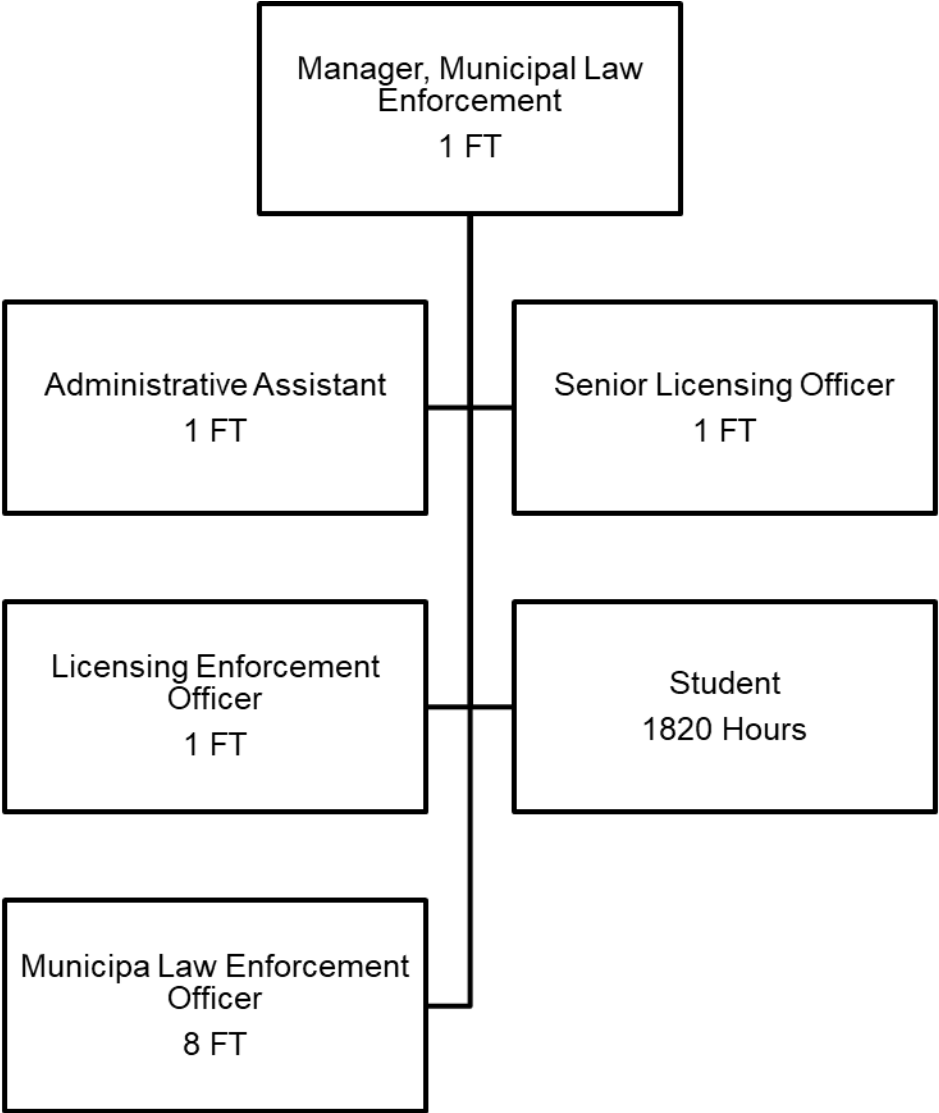 Manager, Municipal Law
Enforcement
1 FT
Administrative Assistant
1 FT
Senior Licensing Officer
1 FT
Licensing Enforcement
Officer
1 FT
Student
1820 Hours
Municipa Law Enforcement
Officer
8 FT